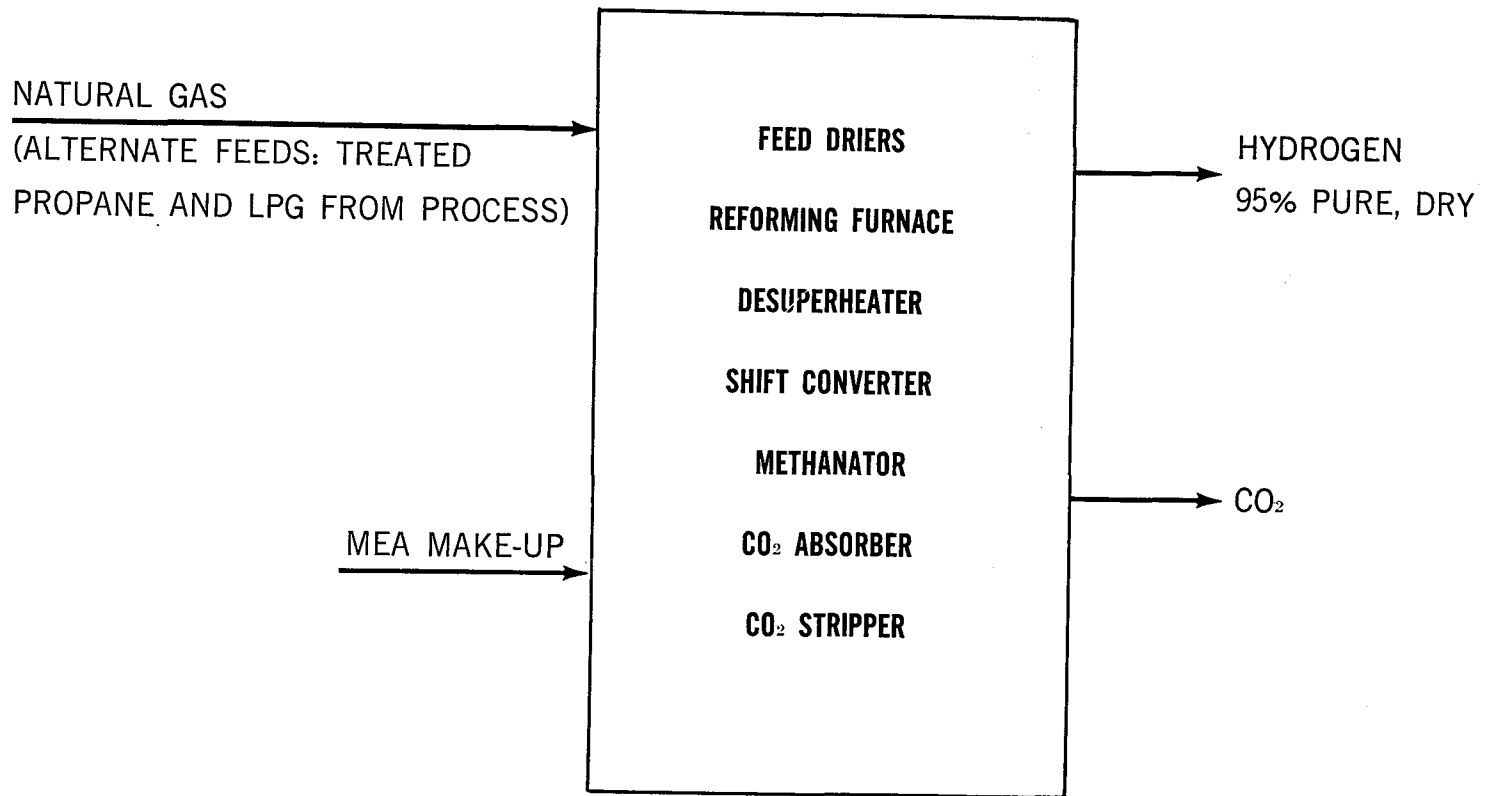 NATURAL GAS
(ALTERNATE FEEDS: TREATED
PROPANE AND LPG FROM PROCESS)
MEA MAKE-UP
FEED DRIERS
REFORMING FURNACE
DESUPERHEATER
SHIFT CONVERTER
METHANATOR
CO₂ ABSORBER
CO₂ STRIPPER
HYDROGEN
95% PURE, DRY
CO₂